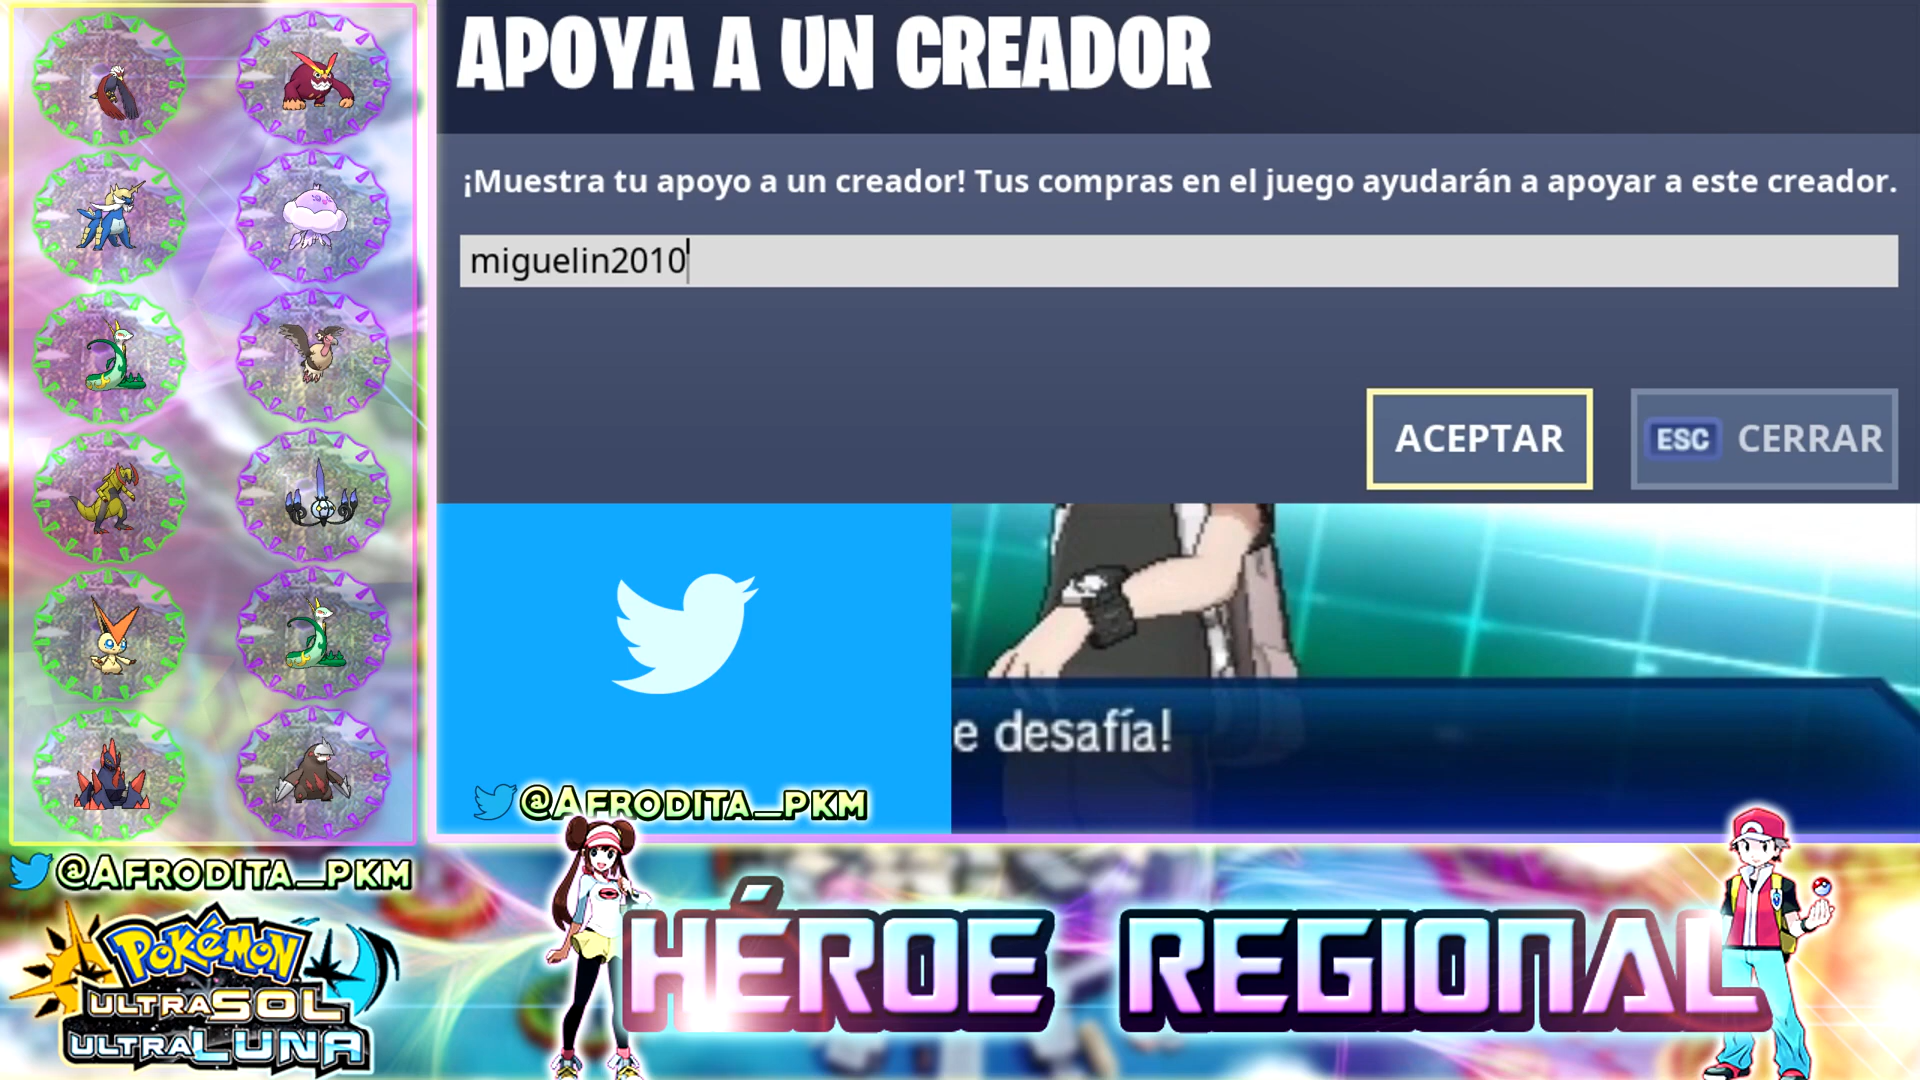 APOYA A UN CREADOR
¡Muestra tu apoyo a un creador! Tus compras en el juego ayudarán a apoyar a este creador.
miguelin2010
ACEPTAR
ESC CERRAR
e desafía!
@AFRODITA_PKM
@AFRODITA_PKM
POKÉMON
ULTRASOL
ULTRALUNA
HÉROE REGIONAL